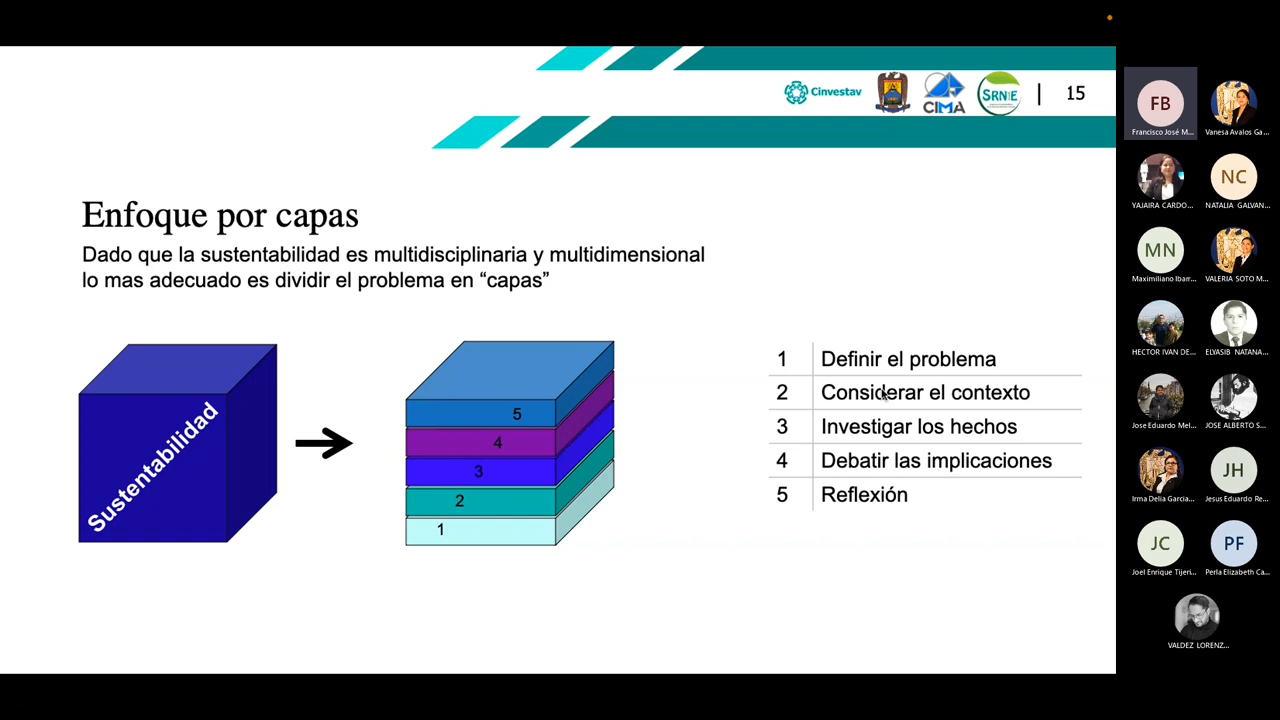 Cinvestav
CIMA
SRNyE
15
Enfoque por capas
Dado que la sustentabilidad es multidisciplinaria y multidimensional
lo mas adecuado es dividir el problema en “capas”
Sustentabilidad
5
4
3
2
1
1 Definir el problema
2 Considerar el contexto
3 Investigar los hechos
4 Debatir las implicaciones
5 Reflexión
FB
Francisco José M...
Vanesa Avalos Ga...
YAJAIRA CARDO...
NC
NATALIA GALVAN...
MN
Maximiliano Ibarr...
VALERIA SOTO M...
HECTOR IVAN DE...
ELYASIB NATANA...
Jose Eduardo Mel...
JOSE ALBERTO S...
Irma Delia Garcia...
JH
Jesus Eduardo Re...
JC
Joel Enrique Tijeri...
PF
Perla Elizabeth Ca...
VALDEZ LORENZ...